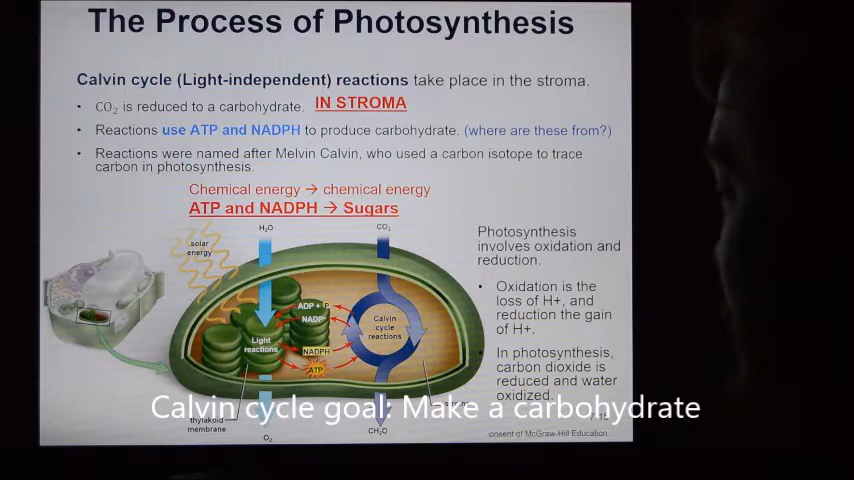 The Process of Photosynthesis
Calvin cycle (Light-independent) reactions take place in the stroma.
• CO₂ is reduced to a carbohydrate. IN STROMA
• Reactions use ATP and NADPH to produce carbohydrate. (where are these from?)
• Reactions were named after Melvin Calvin, who used a carbon isotope to trace
carbon in photosynthesis.
Chemical energy → chemical energy
ATP and NADPH → Sugars
H₂O
CO₂
solar
energy
ADP + P
NADP
Calvin
cycle
reactions
Light
reactions
NADPH
ATP
thylakoid
membrane
O₂
CH₂O
Photosynthesis
involves oxidation and
reduction.
• Oxidation is the
loss of H+, and
reduction the gain
of H+.
• In photosynthesis,
carbon dioxide is
reduced and water
oxidized.
Calvin cycle goal: Make a carbohydrate
onsent of McGraw-Hill Education